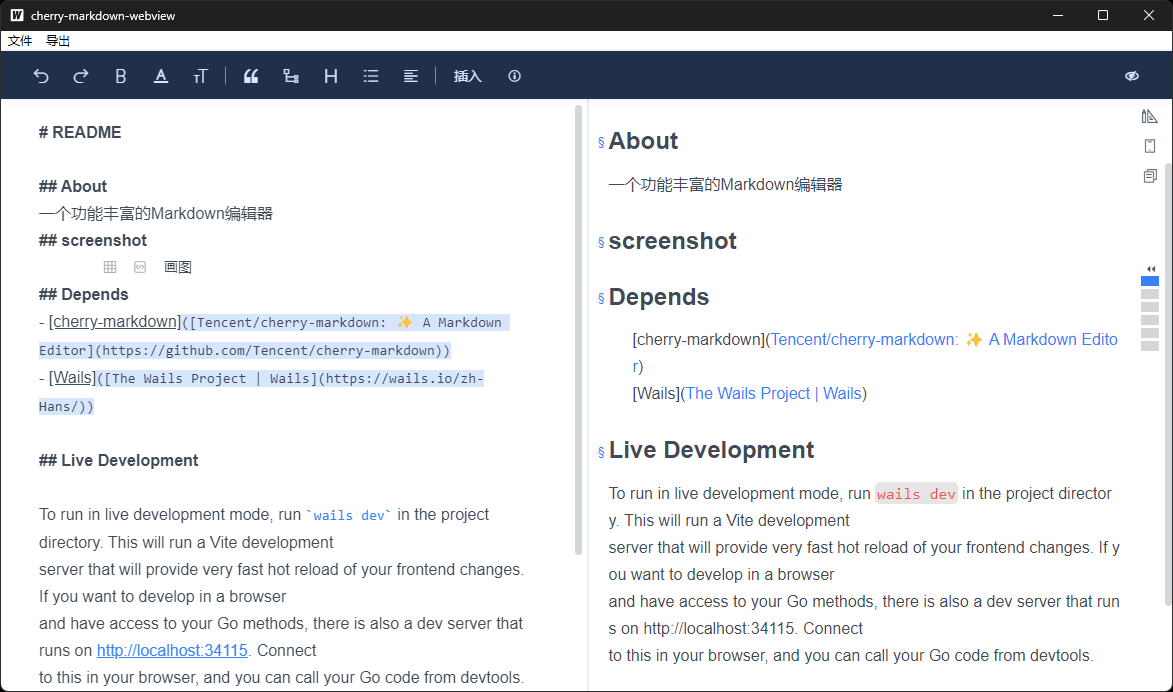 cherry-markdown-webview
文件 导出
插入
# README
## About
一个功能丰富的Markdown编辑器
## screenshot
画图
## Depends
- [cherry-markdown]([Tencent/cherry-markdown: ✨ A Markdown
Editor](https://github.com/Tencent/cherry-markdown))
- [Wails]([The Wails Project | Wails](https://wails.io/zh-
Hans/))
## Live Development
To run in live development mode, run `wails dev` in the project
directory. This will run a Vite development
server that will provide very fast hot reload of your frontend changes.
If you want to develop in a browser
and have access to your Go methods, there is also a dev server that
runs on http://localhost:34115. Connect
to this in your browser, and you can call your Go code from devtools.
§ About
一个功能丰富的Markdown编辑器
§ screenshot
§ Depends
[cherry-markdown](Tencent/cherry-markdown: ✨ A Markdown Edito
r)
[Wails](The Wails Project | Wails)
§ Live Development
To run in live development mode, run wails dev in the project director
y. This will run a Vite development
server that will provide very fast hot reload of your frontend changes. If y
ou want to develop in a browser
and have access to your Go methods, there is also a dev server that run
s on http://localhost:34115. Connect
to this in your browser, and you can call your Go code from devtools.